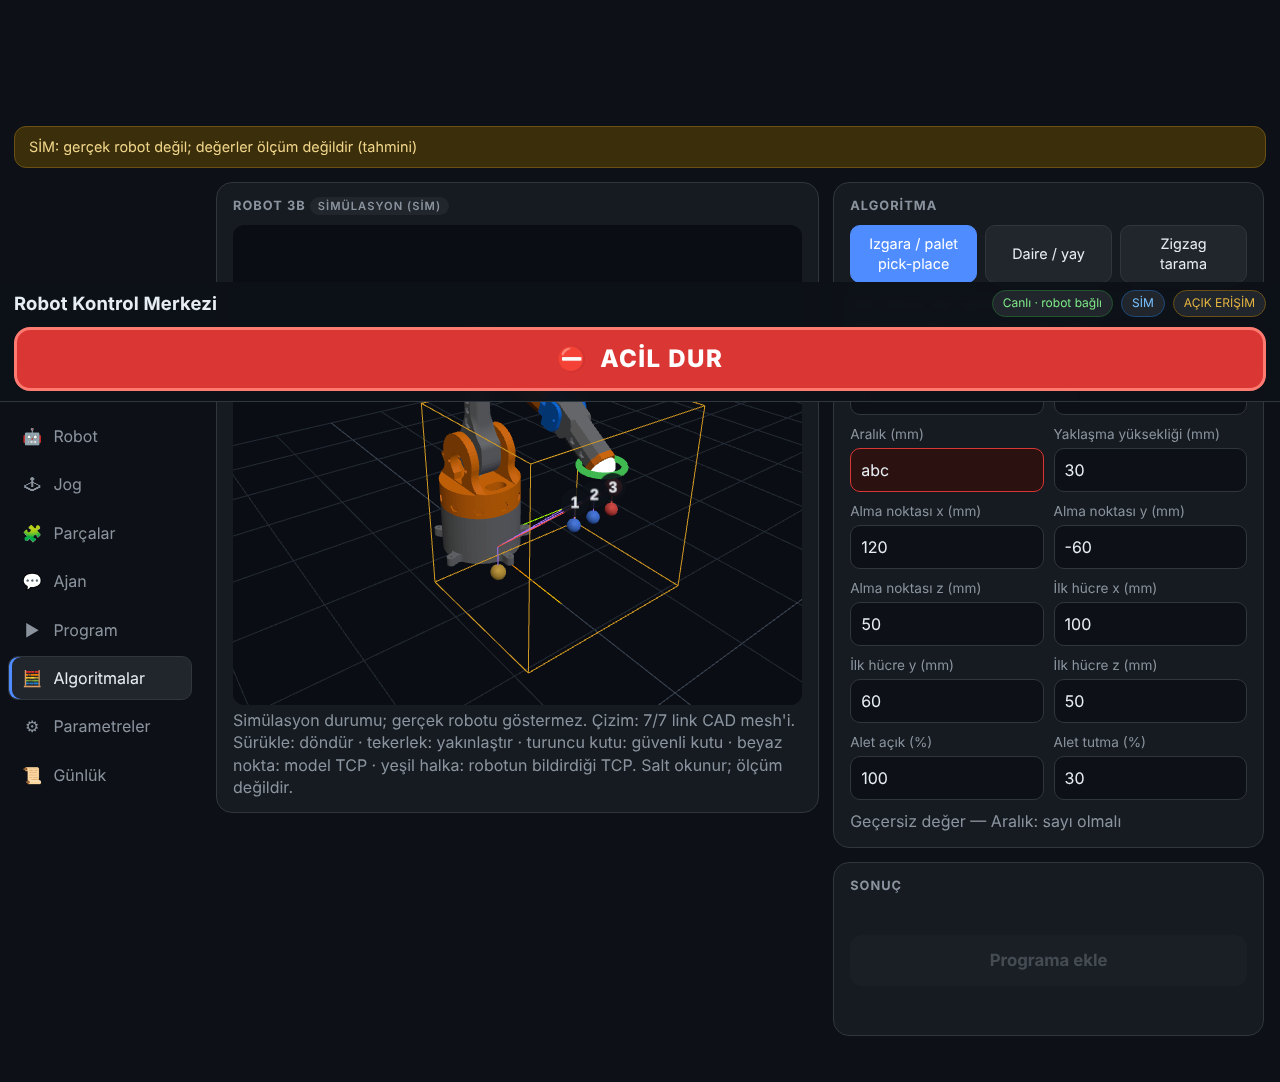 SİM: gerçek robot değil; değerler ölçüm değildir (tahmini)
ROBOT 3B SİMÜLASYON (SİM)
ALGORİTMA
Izgara / palet
pick-place
Daire / yay
Zigzag
tarama
Robot Kontrol Merkezi
Canlı · robot bağlı
SİM
AÇIK ERİŞİM
ACİL DUR
Robot
Jog
Parçalar
Ajan
Program
Algoritmalar
Parametreler
Günlük
1
2
3
Simülasyon durumu; gerçek robotu göstermez. Çizim: 7/7 link CAD mesh'i.
Sürükle: döndür · tekerlek: yakınlaştır · turuncu kutu: güvenli kutu · beyaz
nokta: model TCP · yeşil halka: robotun bildirdiği TCP. Salt okunur; ölçüm
değildir.
Aralık (mm)
Yaklaşma yüksekliği (mm)
abc
30
Alma noktası x (mm)
Alma noktası y (mm)
120
-60
Alma noktası z (mm)
İlk hücre x (mm)
50
100
İlk hücre y (mm)
İlk hücre z (mm)
60
50
Alet açık (%)
Alet tutma (%)
100
30
Geçersiz değer — Aralık: sayı olmalı
SONUÇ
Programa ekle